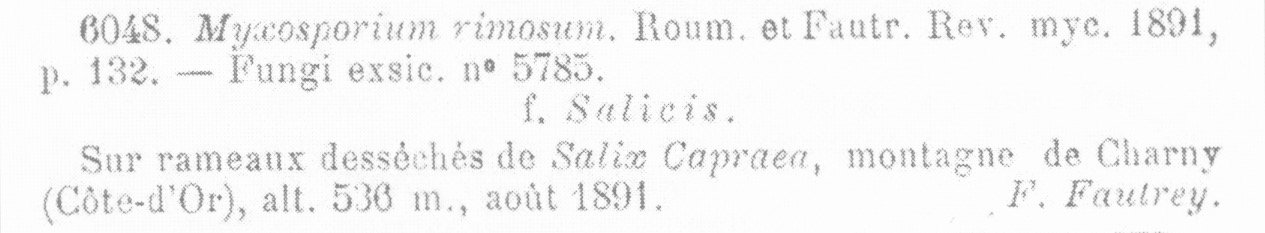 6048. Myxosporium rimosum. Roum. et Fautr. Rev. myc. 1891,
p. 132. — Fungi exsic. nº 5785.
f. Salicis.
Sur rameaux desséchés de Salix Capraea, montagne de Charny
(Côte-d'Or), alt. 536 m., août 1891. F. Fautrey.